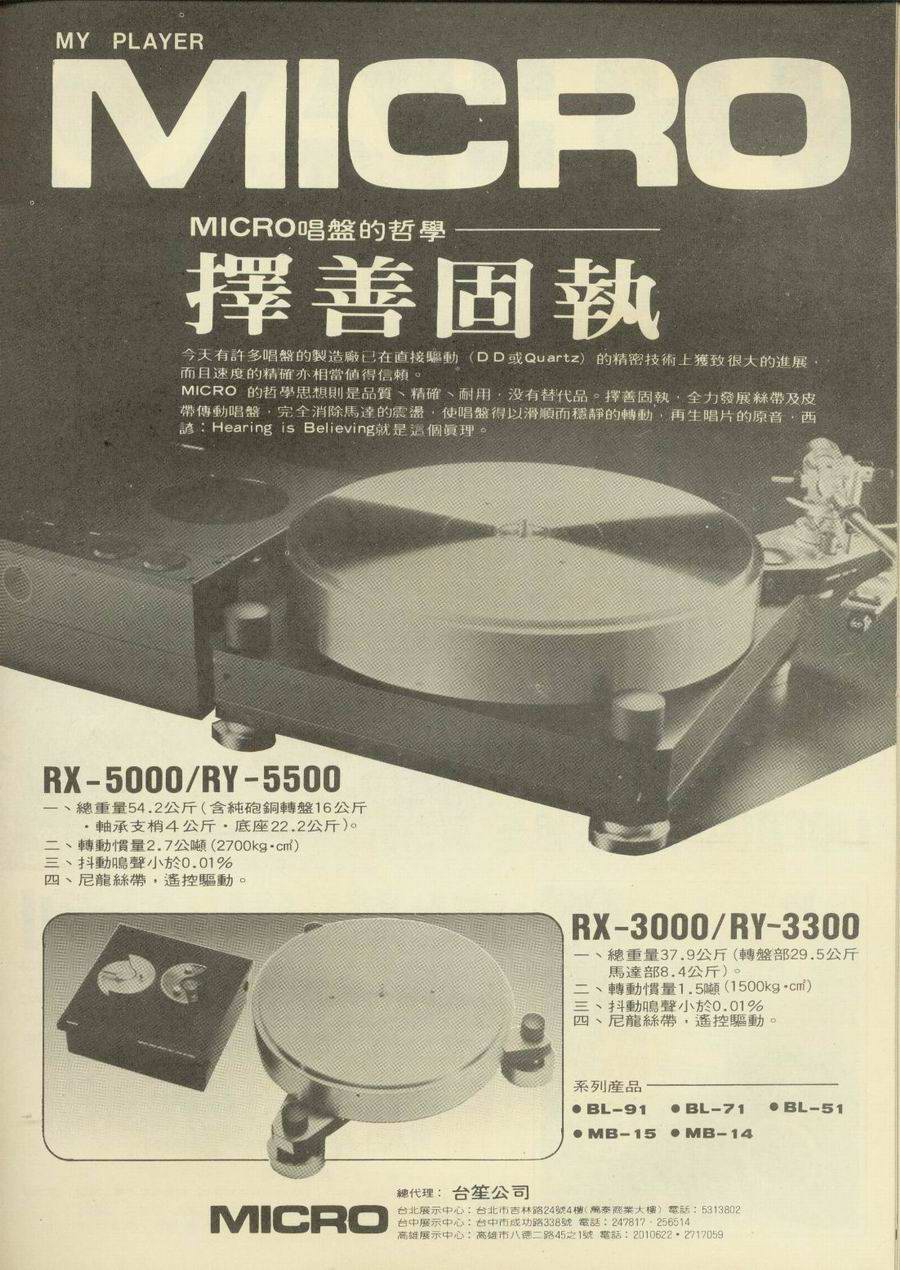 MY PLAYER
MICRO
MICRO唱盤的哲學
擇善固執
今天有許多唱盤的製造廠已在直接驅動（DD或Quartz）的精密技術上獲致很大的進展，
而且速度的精確亦相當値得信賴。
MICRO 的哲學思想則是品質、精確、耐用，没有替代品。擇善固執，全力發展絲帶及皮
帶傳動唱盤，完全消除馬達的震盪，使唱盤得以滑順而穩靜的轉動，再生唱片的原音，西
諺：Hearing is Believing就是這個眞理。
RX-5000/RY-5500
一、總重量54.2公斤(含純砲銅轉盤16公斤
・軸承支梢4公斤・底座22.2公斤)。
二、轉動慣量2.7公噸(2700kg・c㎡)
三、抖動鳴聲小於0.01%
四、尼龍絲帶，遙控驅動。
RX-3000/RY-3300
一、總重量37.9公斤(轉盤部29.5公斤
馬達部8.4公斤)。
二、轉動慣量1.5噸(1500kg・c㎡)
三、抖動鳴聲小於0.01%
四、尼龍絲帶，遙控驅動。
系列産品
●BL-91 ●BL-71 ●BL-51
●MB-15 ●MB-14
總代理：台笙公司
MICRO
台北展示中心：台北市吉林路24號4樓(萬泰商業大樓) 電話：5313802
台中展示中心：台中市成功路338號 電話：247817・256514
高雄展示中心：高雄市八德二路45之1號 電話：2010622・2717059